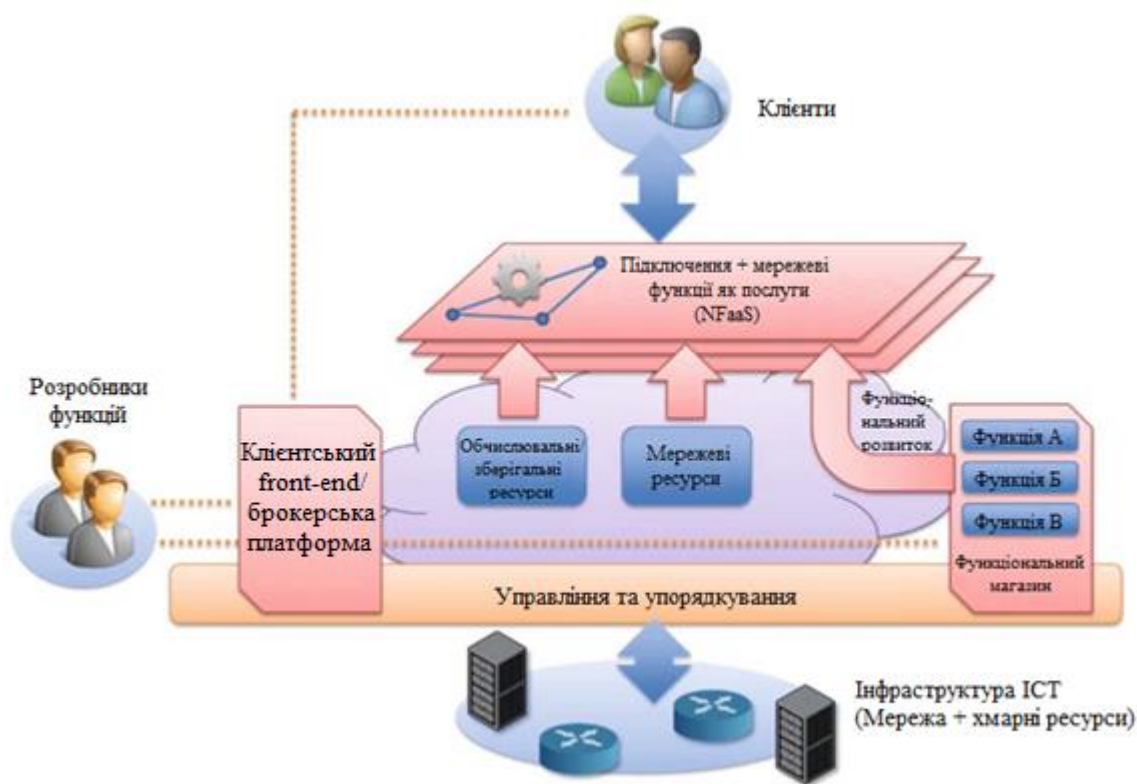 Клієнти
Підключення + мережеві
функції як послуги
(NFaaS)
Розробники
функцій
Клієнтський
front-end/
брокерська
платформа
Обчислювальні
зберігальні
ресурси
Мережеві
ресурси
Функціо-
нальний
розвиток
Функція А
Функція Б
Функція В
Функціональний
магазин
Управління та упорядкування
Інфраструктура ІСТ
(Мережа + хмарні ресурси)